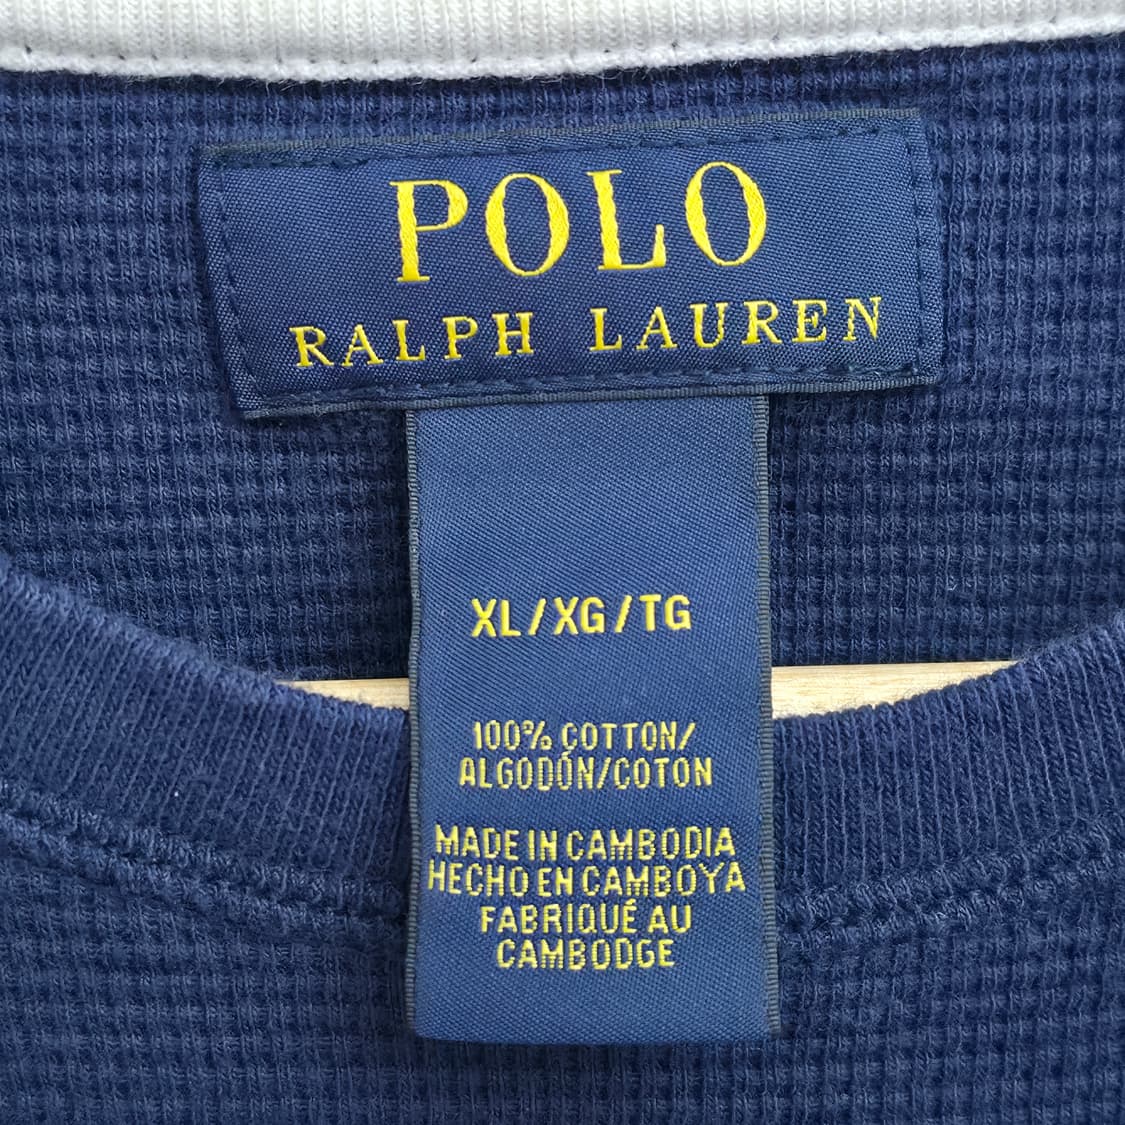 POLO
RALPH LAUREN
XL/XG/TG
100% COTTON/
ALGODÓN/COTON
MADE IN CAMBODIA
HECHO EN CAMBOYA
FABRIQUÉ AU
CAMBODGE